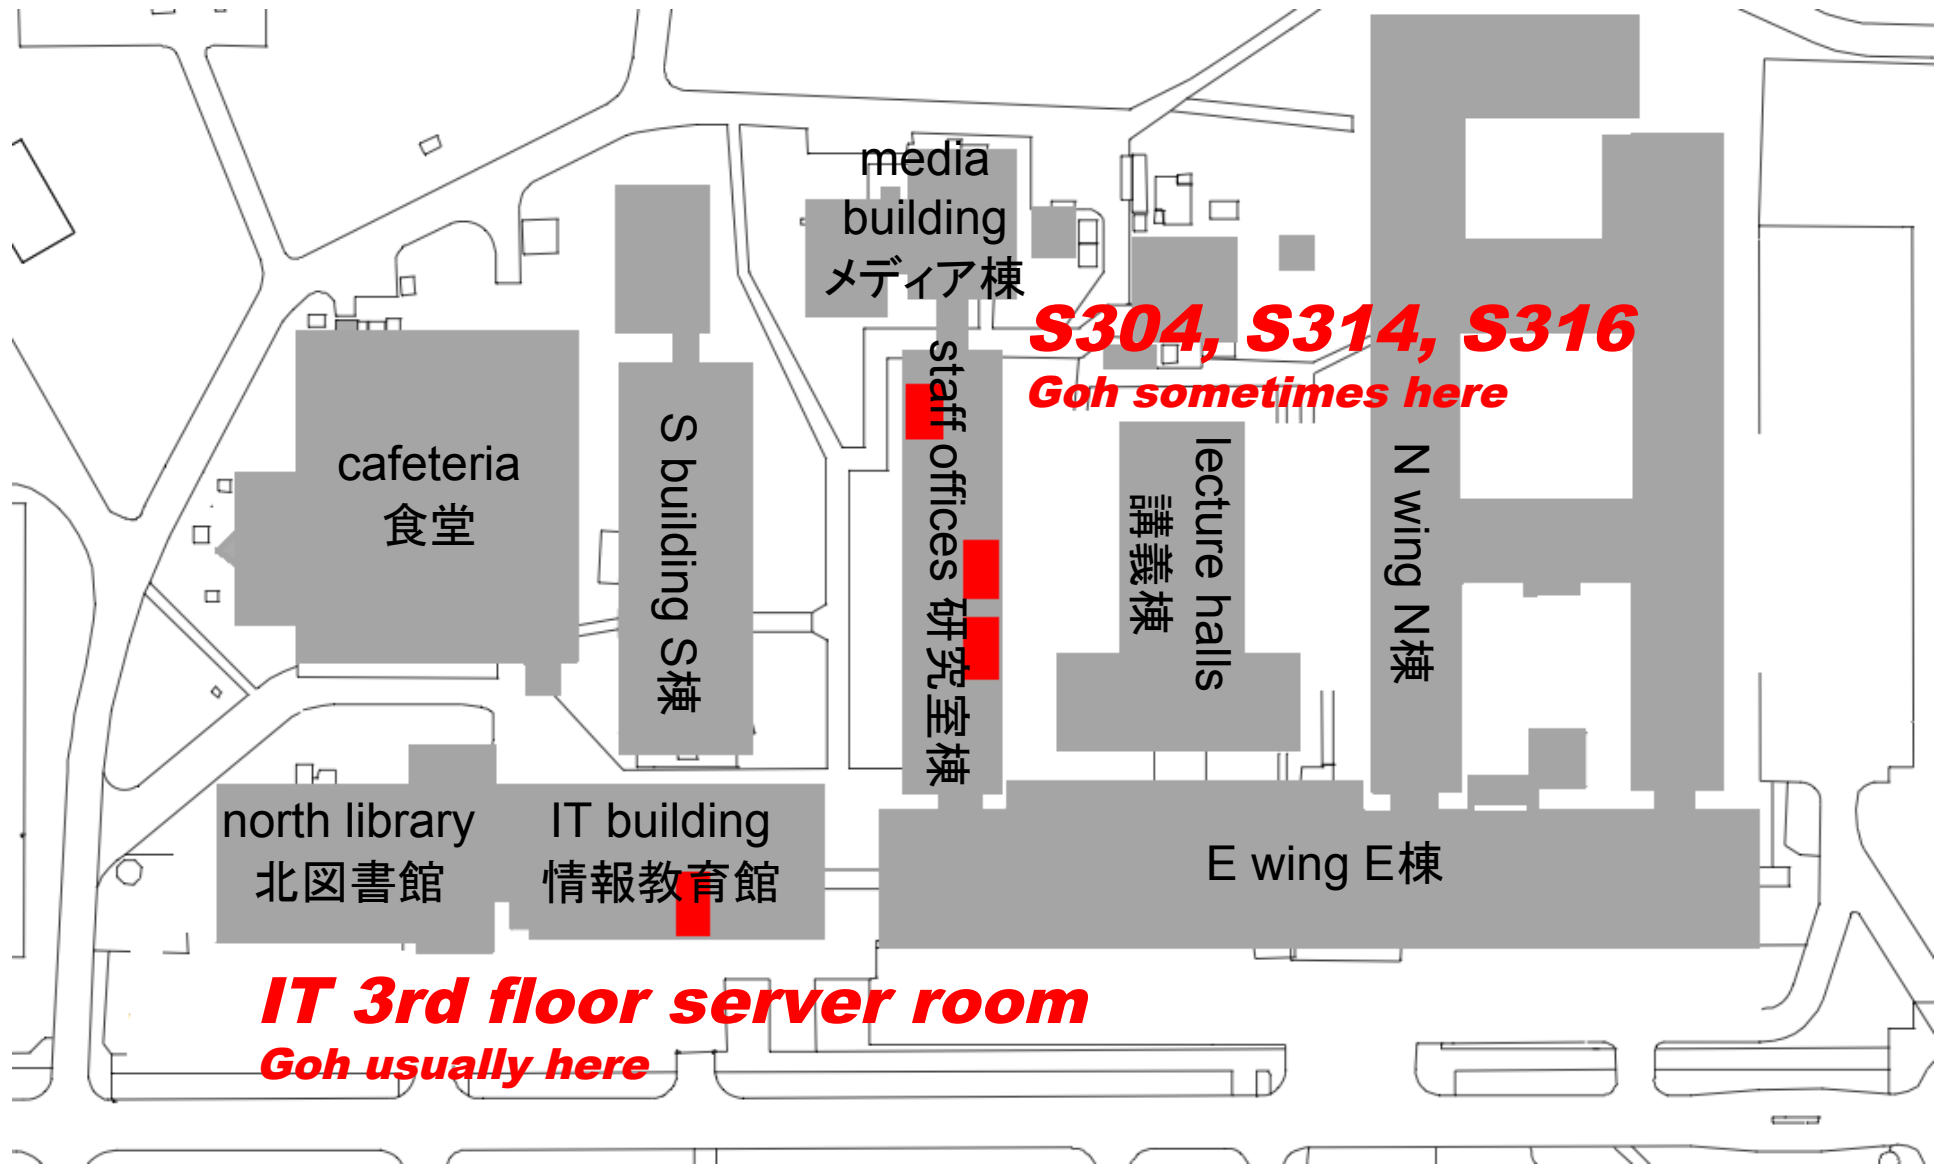 media
building
メディア棟
S304, S314, S316
Goh sometimes here
cafeteria
食堂
S building S棟
staff offices 研究室棟
lecture halls
講義棟
N wing N棟
north library
北図書館
IT building
情報教育館
E wing E棟
IT 3rd floor server room
Goh usually here